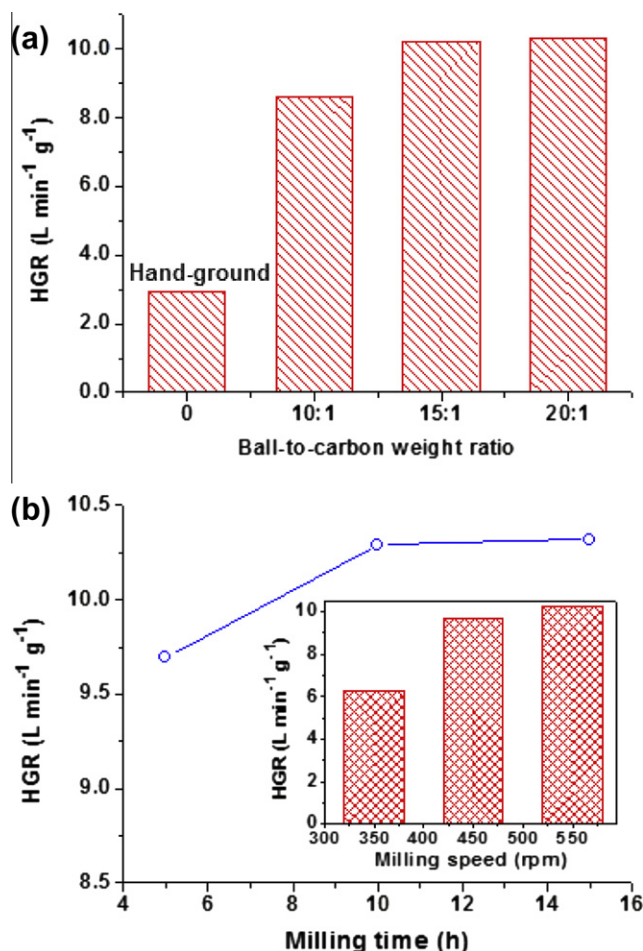 (a)
HGR (L min⁻¹ g⁻¹)
10.0
8.0
6.0
4.0
2.0
0.0
Hand-ground
0 10:1 15:1 20:1
Ball-to-carbon weight ratio
(b)
HGR (L min⁻¹ g⁻¹)
10.5
10.0
9.5
9.0
8.5
HGR (L min⁻¹ g⁻¹)
10
8
6
4
2
0
300 350 400 450 500 550
Milling speed (rpm)
4 6 8 10 12 14 16
Milling time (h)